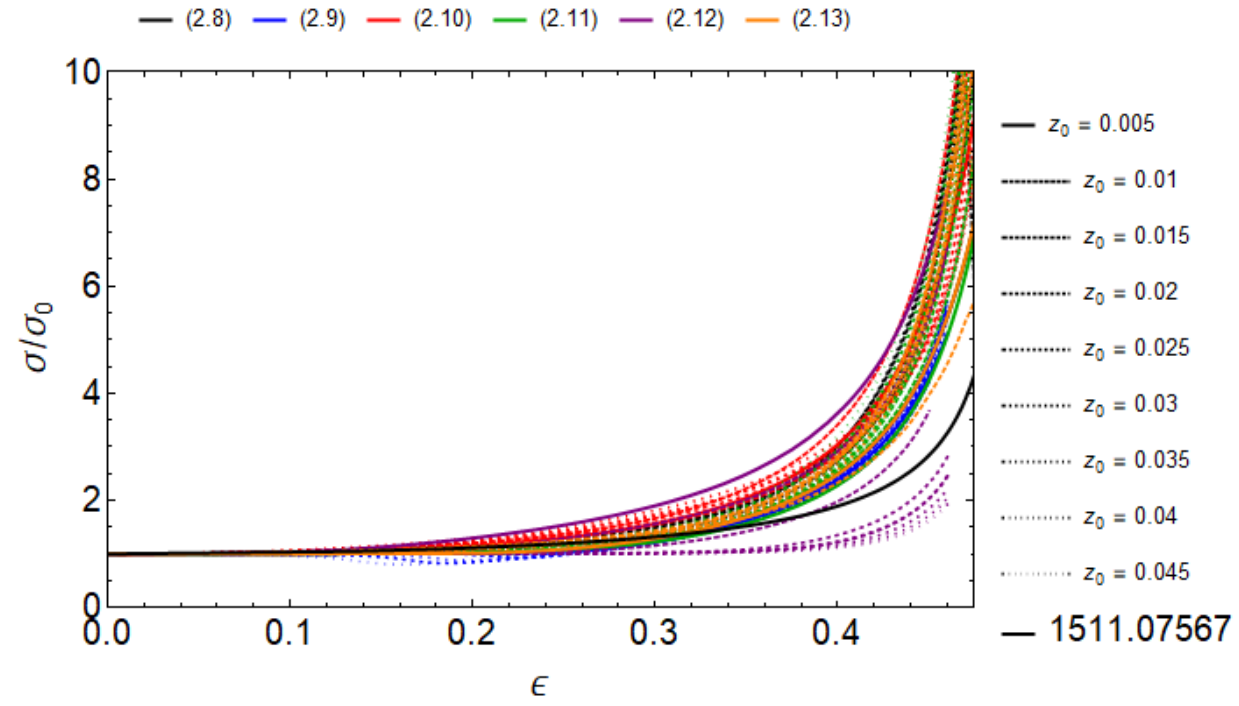 (2.8) (2.9) (2.10) (2.11) (2.12) (2.13)
10
8
6
4
2
0
σ/σ₀
0.0 0.1 0.2 0.3 0.4
ϵ
z₀ = 0.005
z₀ = 0.01
z₀ = 0.015
z₀ = 0.02
z₀ = 0.025
z₀ = 0.03
z₀ = 0.035
z₀ = 0.04
z₀ = 0.045
1511.07567